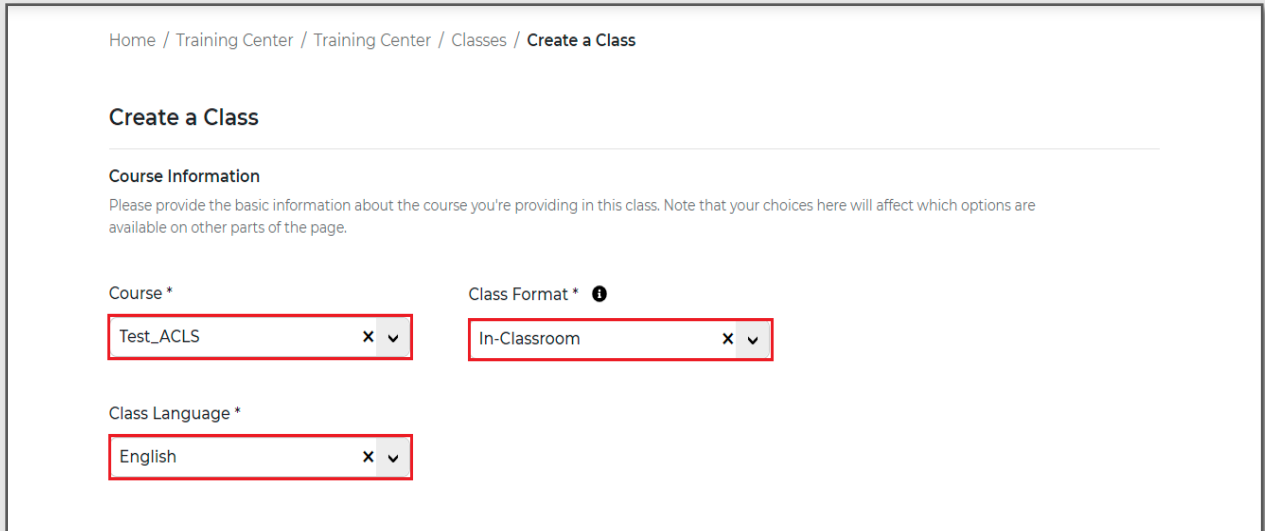 Home / Training Center / Training Center / Classes / Create a Class
Create a Class
Course Information
Please provide the basic information about the course you're providing in this class. Note that your choices here will affect which options are
available on other parts of the page.
Course *
Class Format *
Test_ACLS
In-Classroom
Class Language *
English